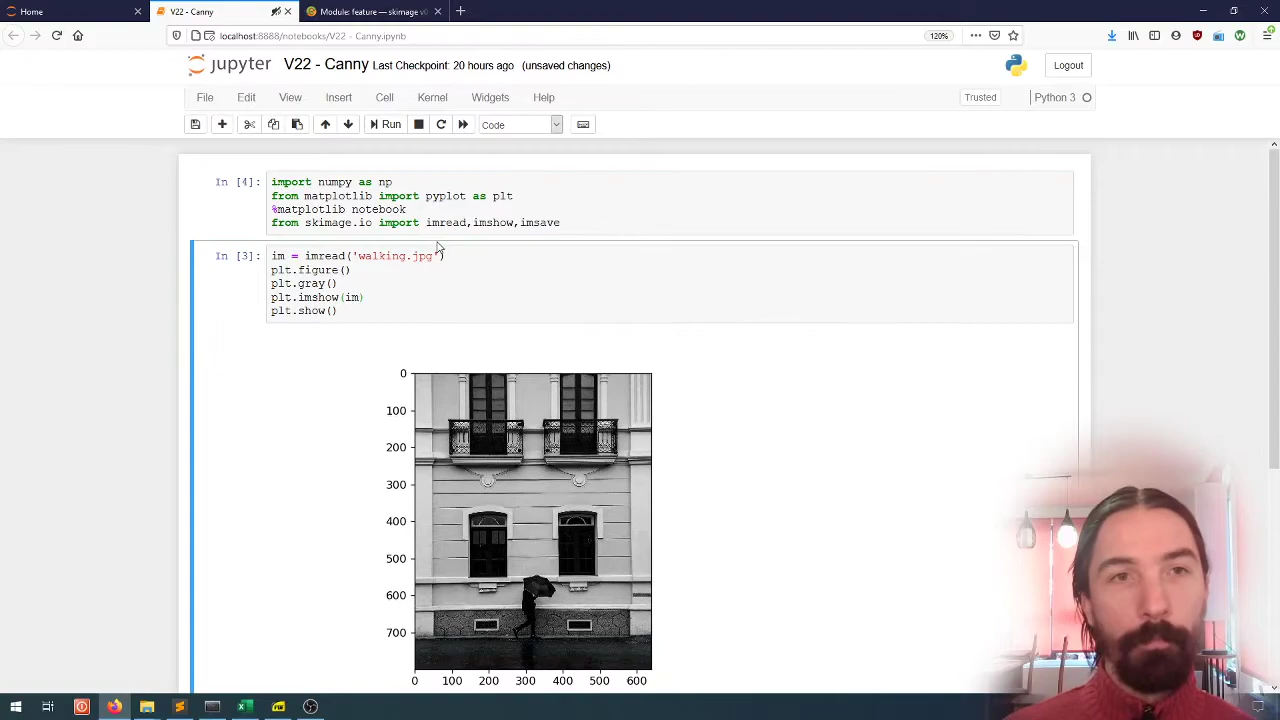 Home
V22 - Canny
Module: feature — skimage v0
localhost:8888/notebooks/V22 - Canny.ipynb
120%
jupyter V22 - Canny Last Checkpoint: 20 hours ago (unsaved changes)
Logout
File Edit View Insert Cell Kernel Widgets Help
Trusted
Python 3
Run
Code
In [4]:
import numpy as np
from matplotlib import pyplot as plt
%matplotlib notebook
from skimage.io import imread,imshow,imsave
In [3]:
im = imread('walking.jpg')
plt.figure()
plt.gray()
plt.imshow(im)
plt.show()
0
100
200
300
400
500
600
700
0 100 200 300 400 500 600